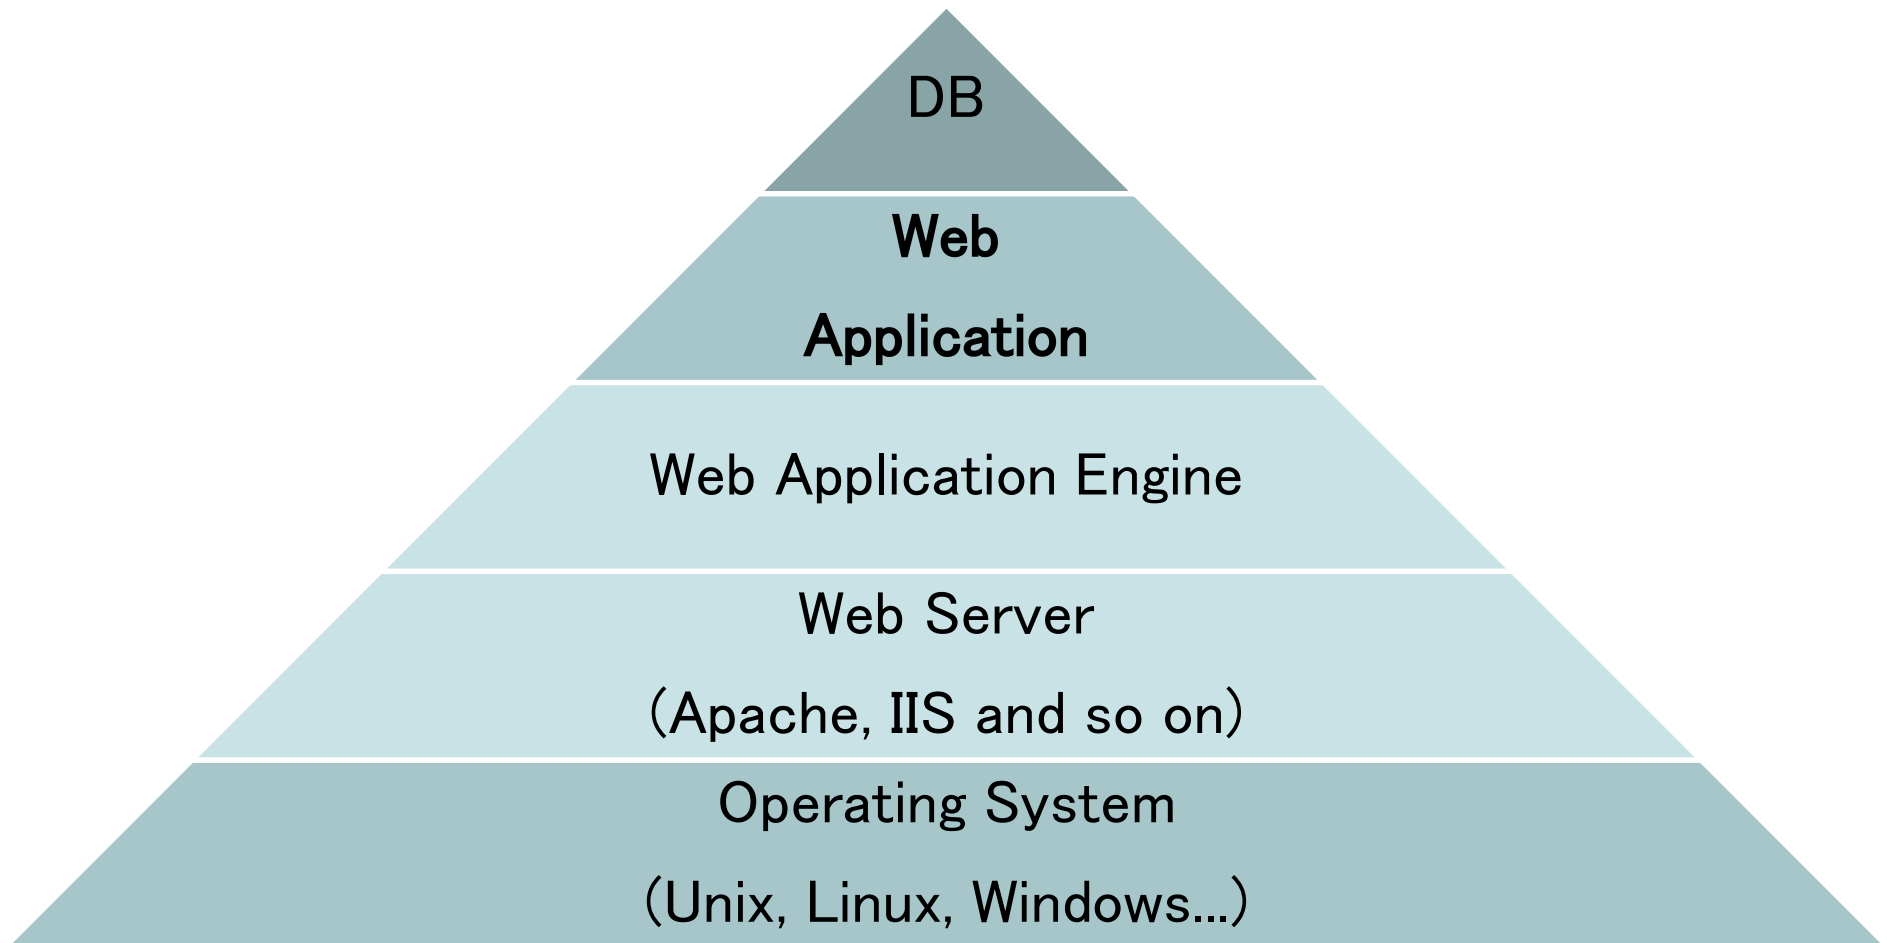 DB
Web
Application
Web Application Engine
Web Server
(Apache, IIS and so on)
Operating System
(Unix, Linux, Windows...)